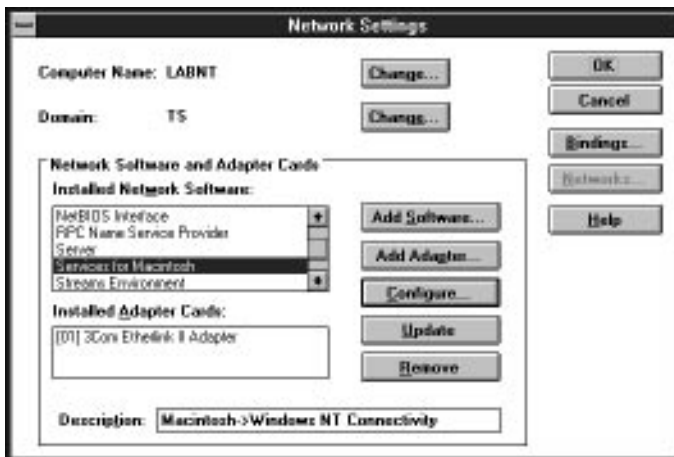 Network Settings
Computer Name: LABNT
Change...
OK
Cancel
Domain: TS
Change...
Bindings...
Networks...
Help
Network Software and Adapter Cards
Installed Network Software:
NetBIOS Interface
RPC Name Service Provider
Server
Services for Macintosh
Streams Environment
Add Software...
Add Adapter...
Configure...
Update
Remove
Installed Adapter Cards:
[01] 3Com Etherlink II Adapter
Description: Macintosh->Windows NT Connectivity